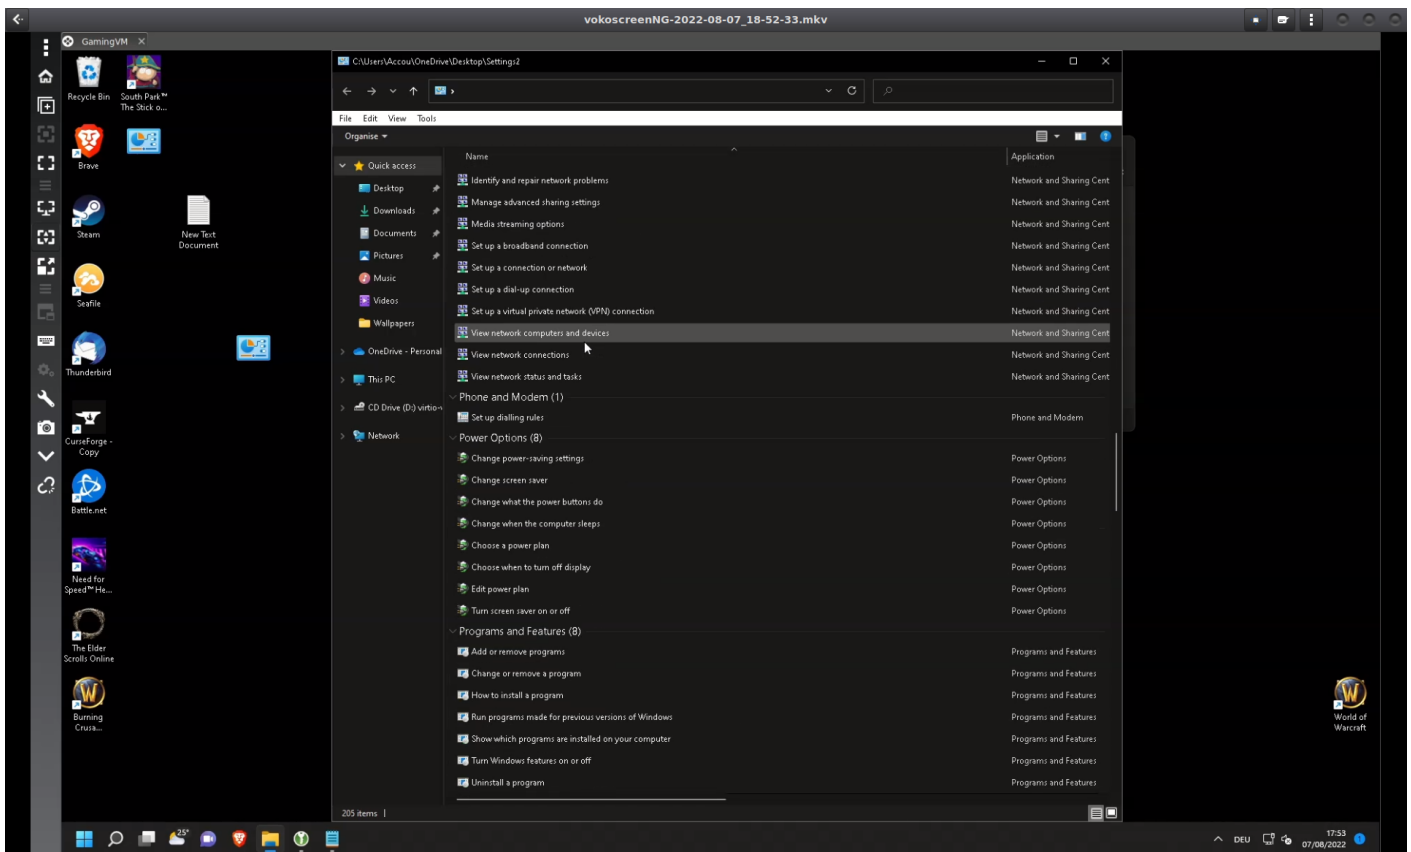 vokoscreenNG-2022-08-07_18-52-33.mkv
GamingVM
C:\Users\Accou\OneDrive\Desktop\Settings2
File Edit View Tools
Organise
Name
Application
Quick access
Desktop
Downloads
Documents
Pictures
Music
Videos
Wallpapers
OneDrive - Personal
This PC
CD Drive (D:) virtio-
Network
Identify and repair network problems Network and Sharing Cent
Manage advanced sharing settings Network and Sharing Cent
Media streaming options Network and Sharing Cent
Set up a broadband connection Network and Sharing Cent
Set up a connection or network Network and Sharing Cent
Set up a dial-up connection Network and Sharing Cent
Set up a virtual private network (VPN) connection Network and Sharing Cent
View network computers and devices Network and Sharing Cent
View network connections Network and Sharing Cent
View network status and tasks Network and Sharing Cent
Phone and Modem (1)
Set up dialling rules Phone and Modem
Power Options (8)
Change power-saving settings Power Options
Change screen saver Power Options
Change what the power buttons do Power Options
Change when the computer sleeps Power Options
Choose a power plan Power Options
Choose when to turn off display Power Options
Edit power plan Power Options
Turn screen saver on or off Power Options
Programs and Features (8)
Add or remove programs Programs and Features
Change or remove a program Programs and Features
How to install a program Programs and Features
Run programs made for previous versions of Windows Programs and Features
Show which programs are installed on your computer Programs and Features
Turn Windows features on or off Programs and Features
Uninstall a program Programs and Features
205 items
Recycle Bin
South Park™
The Stick o...
Brave
Steam
New Text
Document
Seafile
Thunderbird
CurseForge -
Copy
Battle.net
Need for
Speed™ He...
The Elder
Scrolls Online
Burning
Crusa...
World of
Warcraft
25°
DEU
17:53
07/08/2022
1